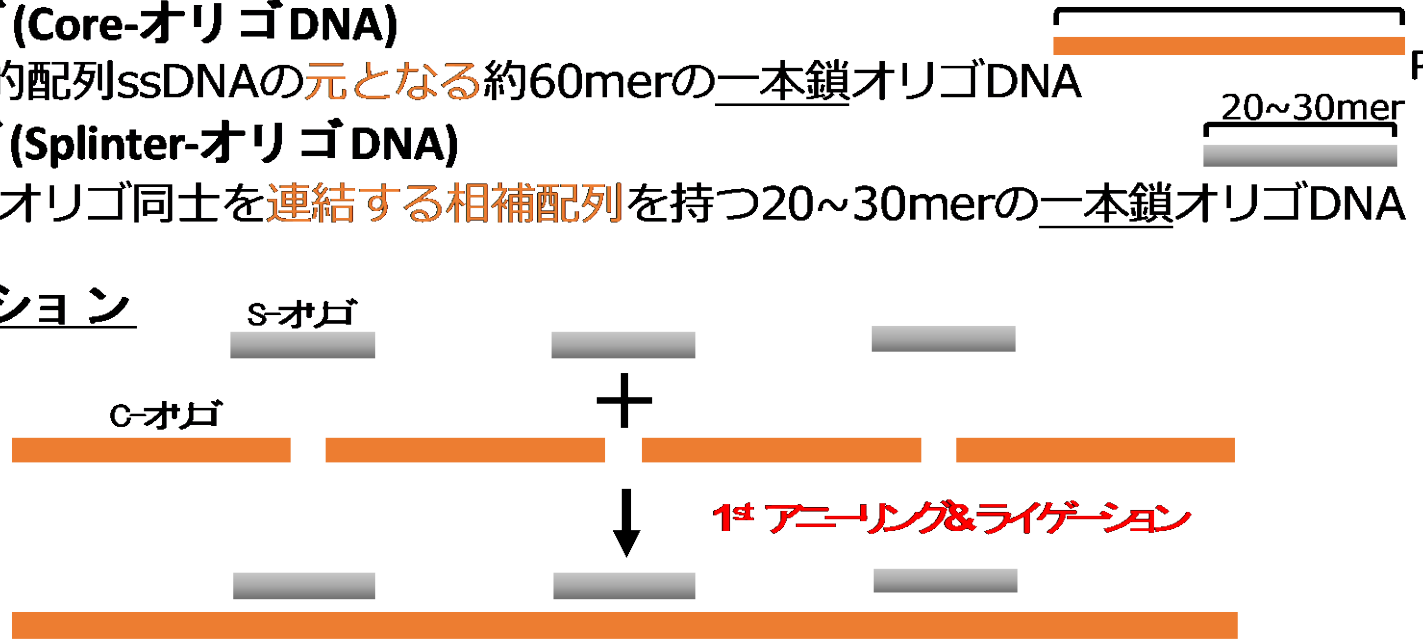 (Core-オリゴDNA)
的配列ssDNAの元となる約60merの一本鎖オリゴDNA
20~30mer
(Splinter-オリゴDNA)
オリゴ同士を連結する相補配列を持つ20~30merの一本鎖オリゴDNA
ション
S-オリゴ
+
C-オリゴ
1st アニーリング&ライゲーション